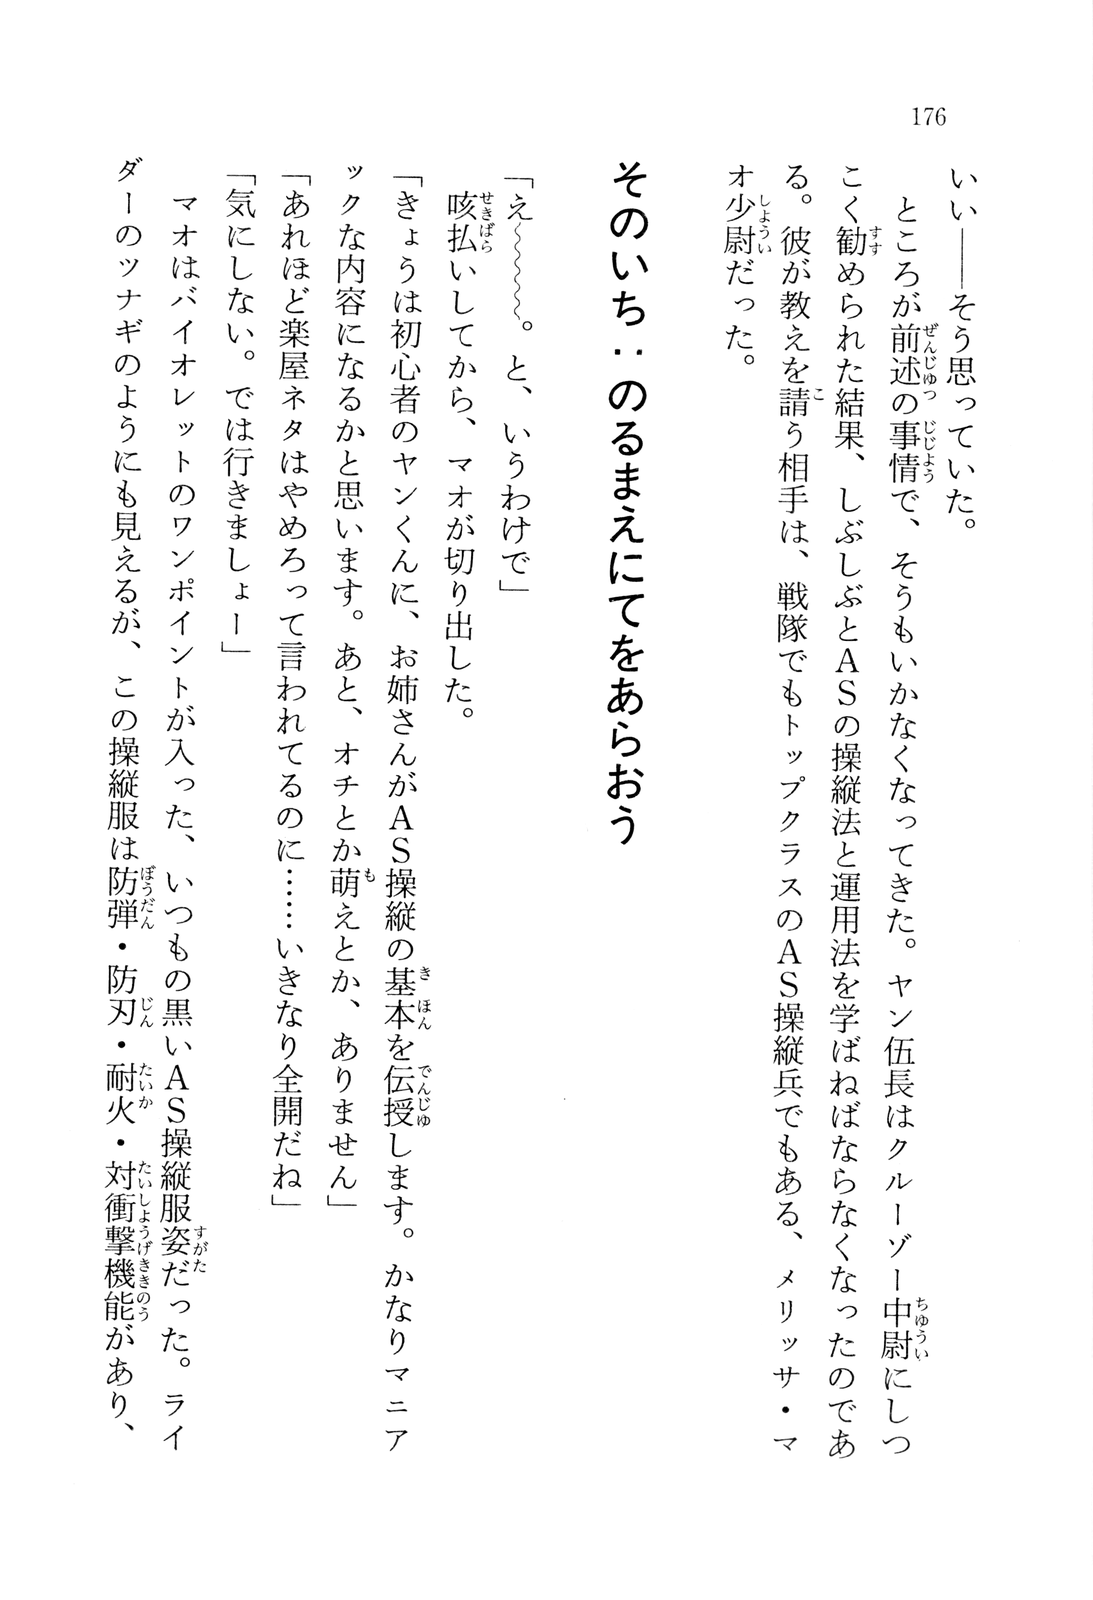 176
いい――そう思っていた。
ところが前述の事情で、そうもいかなくなってきた。ヤン伍長はクルーゾー中尉にしつ
こく勧められた結果、しぶしぶとＡＳの操縦法と運用法を学ばねばならなくなったのであ
る。彼が教えを請う相手は、戦隊でもトップクラスのＡＳ操縦兵でもある、メリッサ・マ
オ少尉だった。
そのいち：のるまえにてをあらおう
「え〜〜〜〜〜。と、いうわけで」
咳払いしてから、マオが切り出した。
「きょうは初心者のヤンくんに、お姉さんがＡＳ操縦の基本を伝授します。かなりマニア
ックな内容になるかと思います。あと、オチとか萌えとか、ありません」
「あれほど楽屋ネタはやめろって言われてるのに……いきなり全開だね」
「気にしない。では行きましょー」
マオはバイオレットのワンポイントが入った、いつもの黒いＡＳ操縦服姿だった。ライ
ダーのツナギのようにも見えるが、この操縦服は防弾・防刃・耐火・対衝撃機能があり、